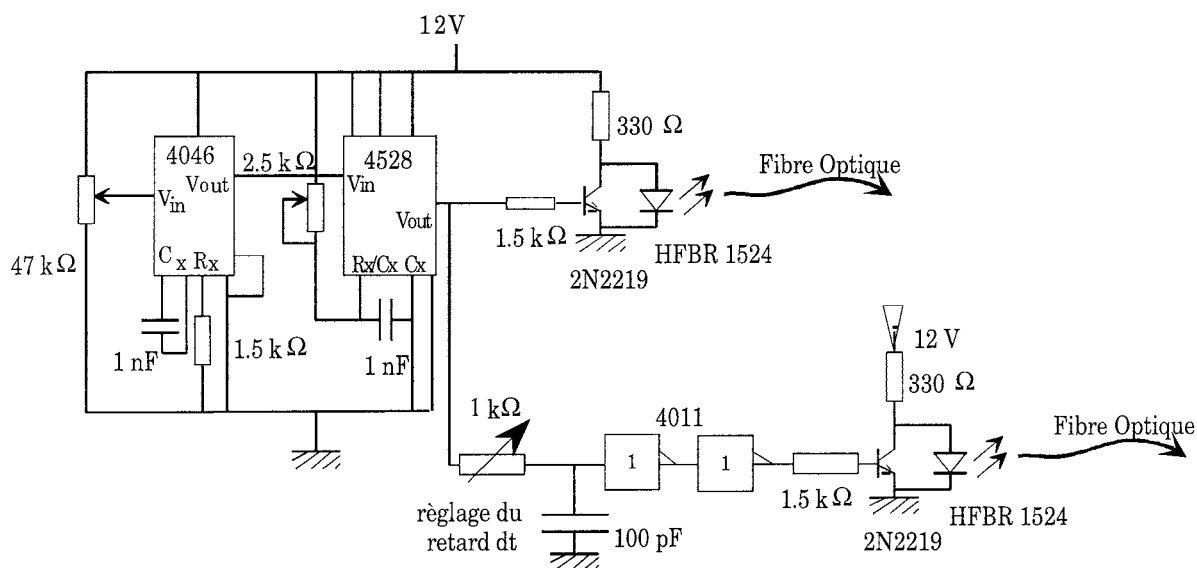 12V
330 Ω
4046
2.5 kΩ
4528
Fibre Optique
Vout
Vin
Vin
Vout
1.5 kΩ
HFBR 1524
47 kΩ
Cx Rx
Rx/Cx Cx
2N2219
1 nF
1.5 kΩ
1 nF
12 V
330 Ω
1 kΩ
4011
Fibre Optique
1
1
1.5 kΩ
règlage du
retard dt
100 pF
HFBR 1524
2N2219